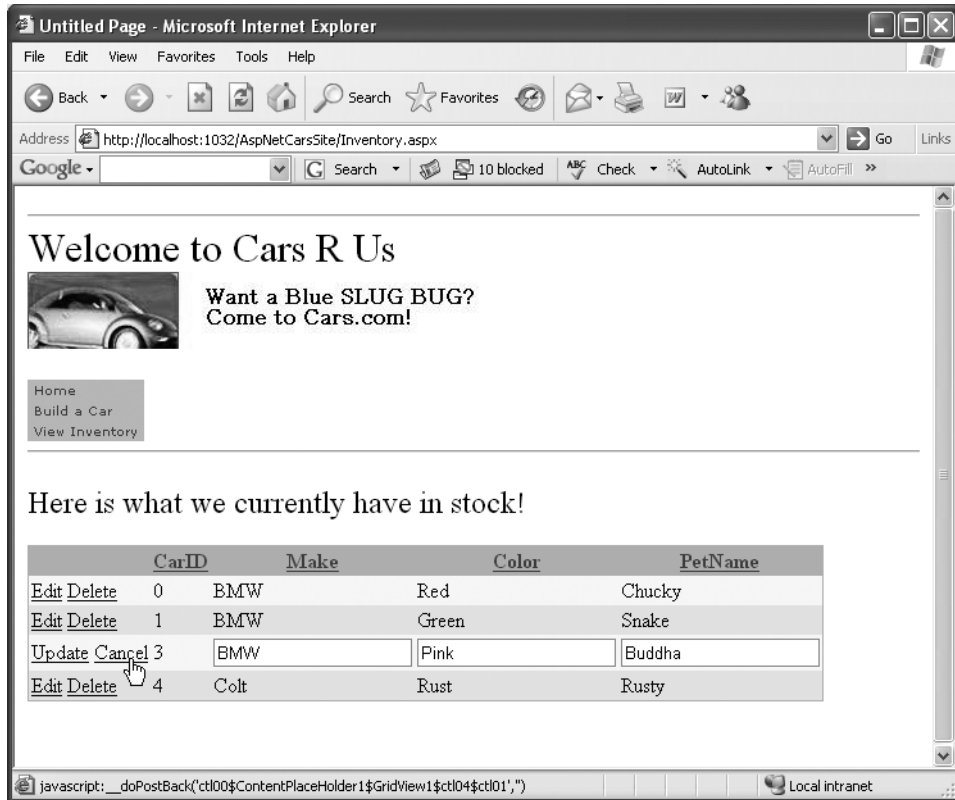 Untitled Page - Microsoft Internet Explorer
File Edit View Favorites Tools Help
Back Search Favorites
Address http://localhost:1032/AspNetCarsSite/Inventory.aspx Go Links
Google Search 10 blocked ABC Check AutoLink AutoFill »
Welcome to Cars R Us
Want a Blue SLUG BUG?
Come to Cars.com!
Home
Build a Car
View Inventory
Here is what we currently have in stock!
CarID Make Color PetName
Edit Delete 0 BMW Red Chucky
Edit Delete 1 BMW Green Snake
Update Cancel 3 BMW Pink Buddha
Edit Delete 4 Colt Rust Rusty
javascript:__doPostBack('ctl00$ContentPlaceHolder1$GridView1$ctl04$ctl01','') Local intranet